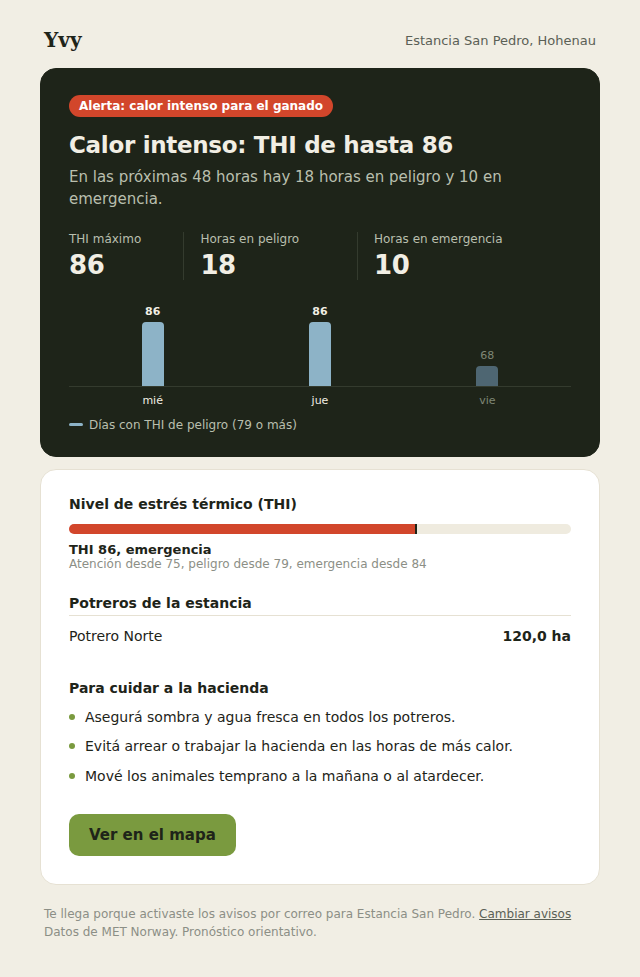 Yvy
Estancia San Pedro, Hohenau
Alerta: calor intenso para el ganado
Calor intenso: THI de hasta 86
En las próximas 48 horas hay 18 horas en peligro y 10 en
emergencia.
THI máximo
86
Horas en peligro
18
Horas en emergencia
10
86
86
68
mié
jue
vie
Días con THI de peligro (79 o más)
Nivel de estrés térmico (THI)
THI 86, emergencia
Atención desde 75, peligro desde 79, emergencia desde 84
Potreros de la estancia
Potrero Norte
120,0 ha
Para cuidar a la hacienda
Asegurá sombra y agua fresca en todos los potreros.
Evitá arrear o trabajar la hacienda en las horas de más calor.
Mové los animales temprano a la mañana o al atardecer.
Ver en el mapa
Te llega porque activaste los avisos por correo para Estancia San Pedro. Cambiar avisos
Datos de MET Norway. Pronóstico orientativo.